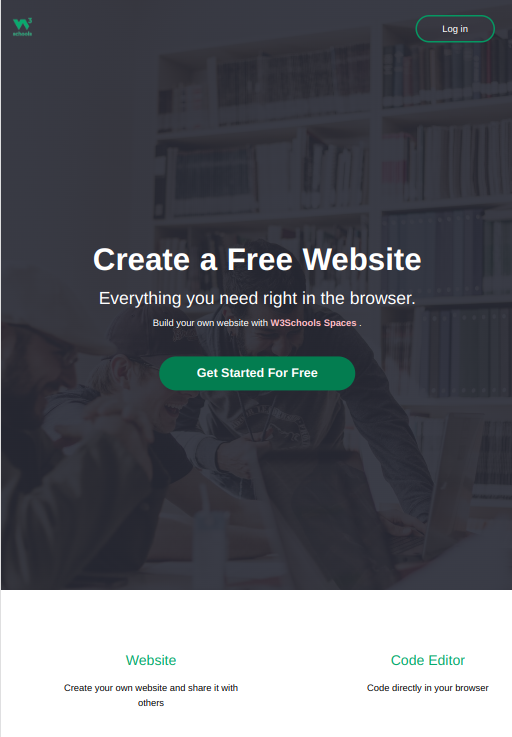 W3
schools
Log in
Create a Free Website
Everything you need right in the browser.
Build your own website with W3Schools Spaces .
Get Started For Free
Website
Create your own website and share it with
others
Code Editor
Code directly in your browser